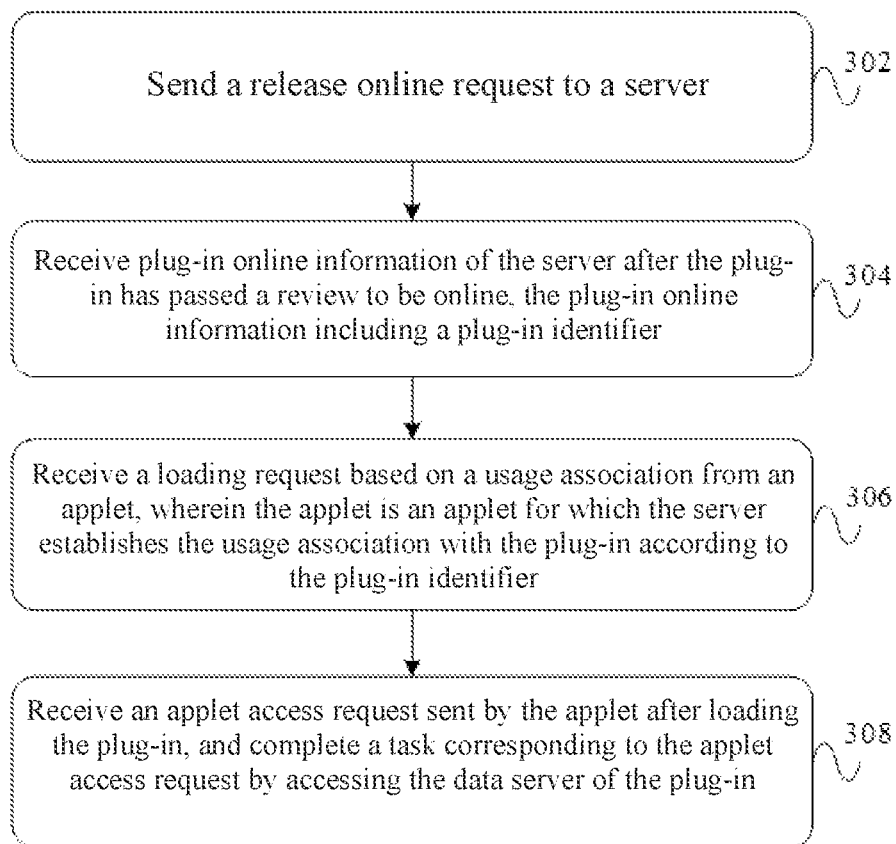 Send a release online request to a server
302
Receive plug-in online information of the server after the plug-
in has passed a review to be online, the plug-in online
information including a plug-in identifier
304
Receive a loading request based on a usage association from an
applet, wherein the applet is an applet for which the server
establishes the usage association with the plug-in according to
the plug-in identifier
306
Receive an applet access request sent by the applet after loading
the plug-in, and complete a task corresponding to the applet
access request by accessing the data server of the plug-in
308